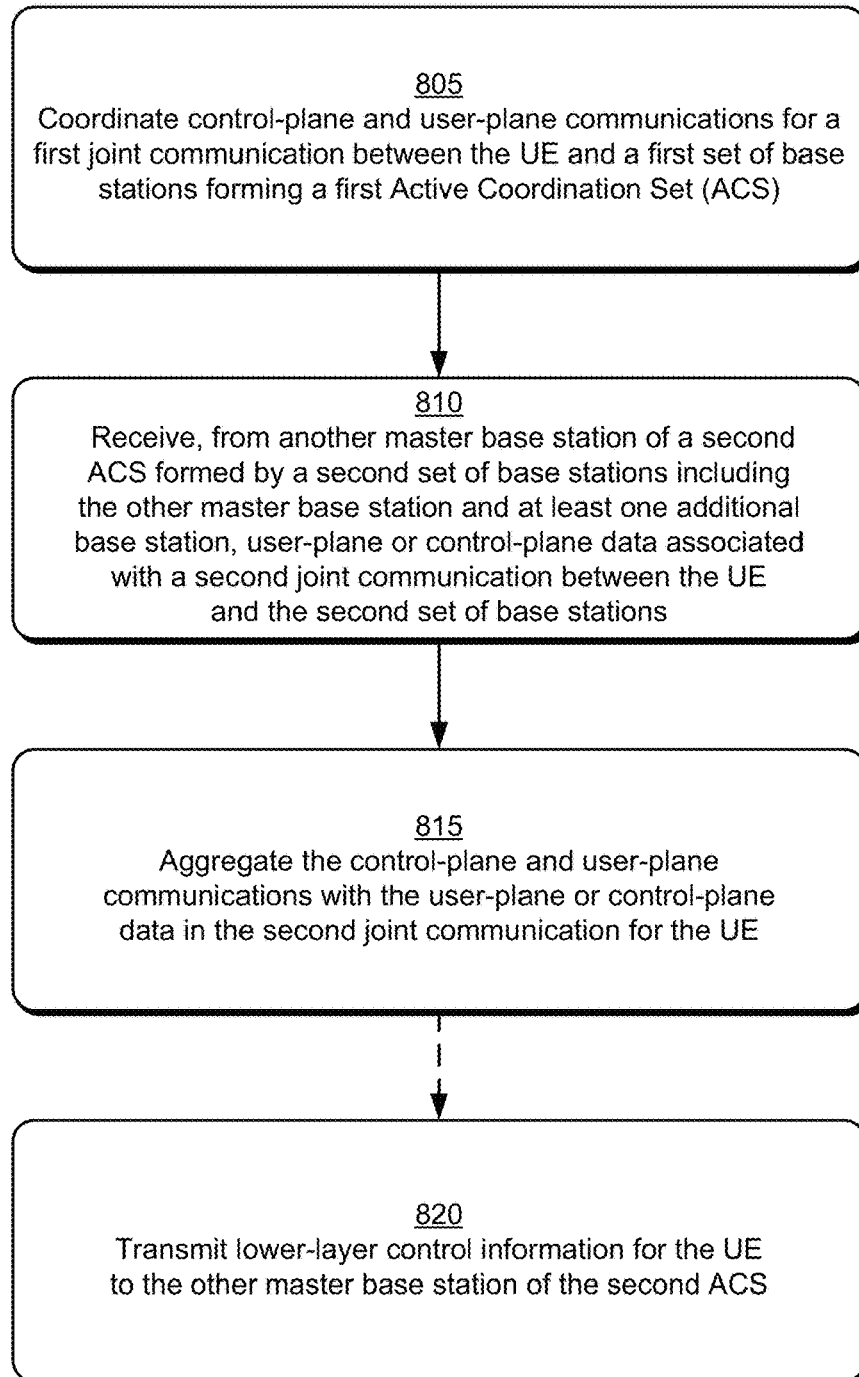 805
Coordinate control-plane and user-plane communications for a
first joint communication between the UE and a first set of base
stations forming a first Active Coordination Set (ACS)
810
Receive, from another master base station of a second
ACS formed by a second set of base stations including
the other master base station and at least one additional
base station, user-plane or control-plane data associated
with a second joint communication between the UE
and the second set of base stations
815
Aggregate the control-plane and user-plane
communications with the user-plane or control-plane
data in the second joint communication for the UE
820
Transmit lower-layer control information for the UE
to the other master base station of the second ACS